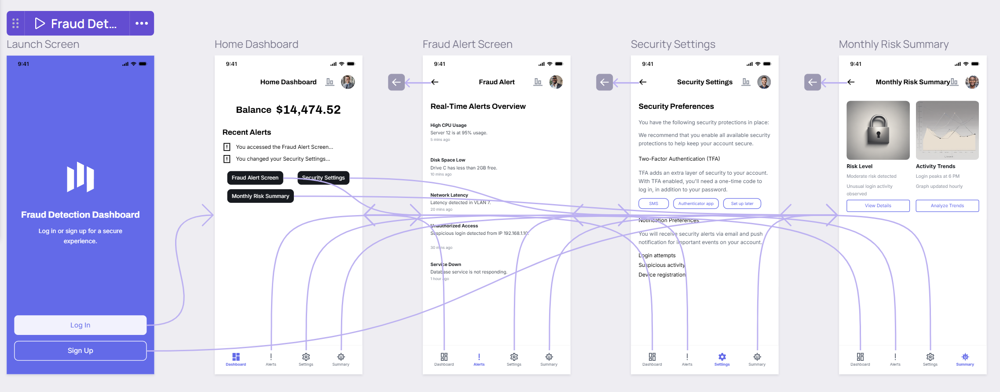 Fraud Det...
Launch Screen
9:41
Fraud Detection Dashboard
Log in or sign up for a secure
experience.
Log In
Sign Up
Home Dashboard
9:41
Home Dashboard
Balance $14,474.52
Recent Alerts
You accessed the Fraud Alert Screen...
You changed your Security Settings...
Fraud Alert Screen
Security Settings
Monthly Risk Summary
Dashboard
Alerts
Settings
Summary
Fraud Alert Screen
9:41
Fraud Alert
Real-Time Alerts Overview
High CPU Usage
Server 12 is at 95% usage.
5 mins ago
Disk Space Low
Drive C has less than 2GB free.
10 mins ago
Network Latency
Latency detected in VLAN 7.
20 mins ago
Unauthorized Access
Suspicious login detected from IP 192.168.1.10.
30 mins ago
Service Down
Database service is not responding.
1 hour ago
Dashboard
Alerts
Settings
Summary
Security Settings
9:41
Security Settings
Security Preferences
You have the following security protections in place:
We recommend that you enable all available security
protections to help keep your account secure.
Two-Factor Authentication (TFA)
TFA adds an extra layer of security to your account.
With TFA enabled, you'll need a one-time code to
log in, in addition to your password.
SMS
Authenticator app
Set up later
Notification Preferences
You will receive security alerts via email and push
notification for important events on your account.
Login attempts
Suspicious activity
Device registration
Dashboard
Alerts
Settings
Summary
Monthly Risk Summary
9:41
Monthly Risk Summary
Risk Level
Moderate risk detected
Unusual login activity
observed
View Details
Activity Trends
Login peaks at 6 PM
Graph updated hourly
Analyze Trends
Dashboard
Alerts
Settings
Summary